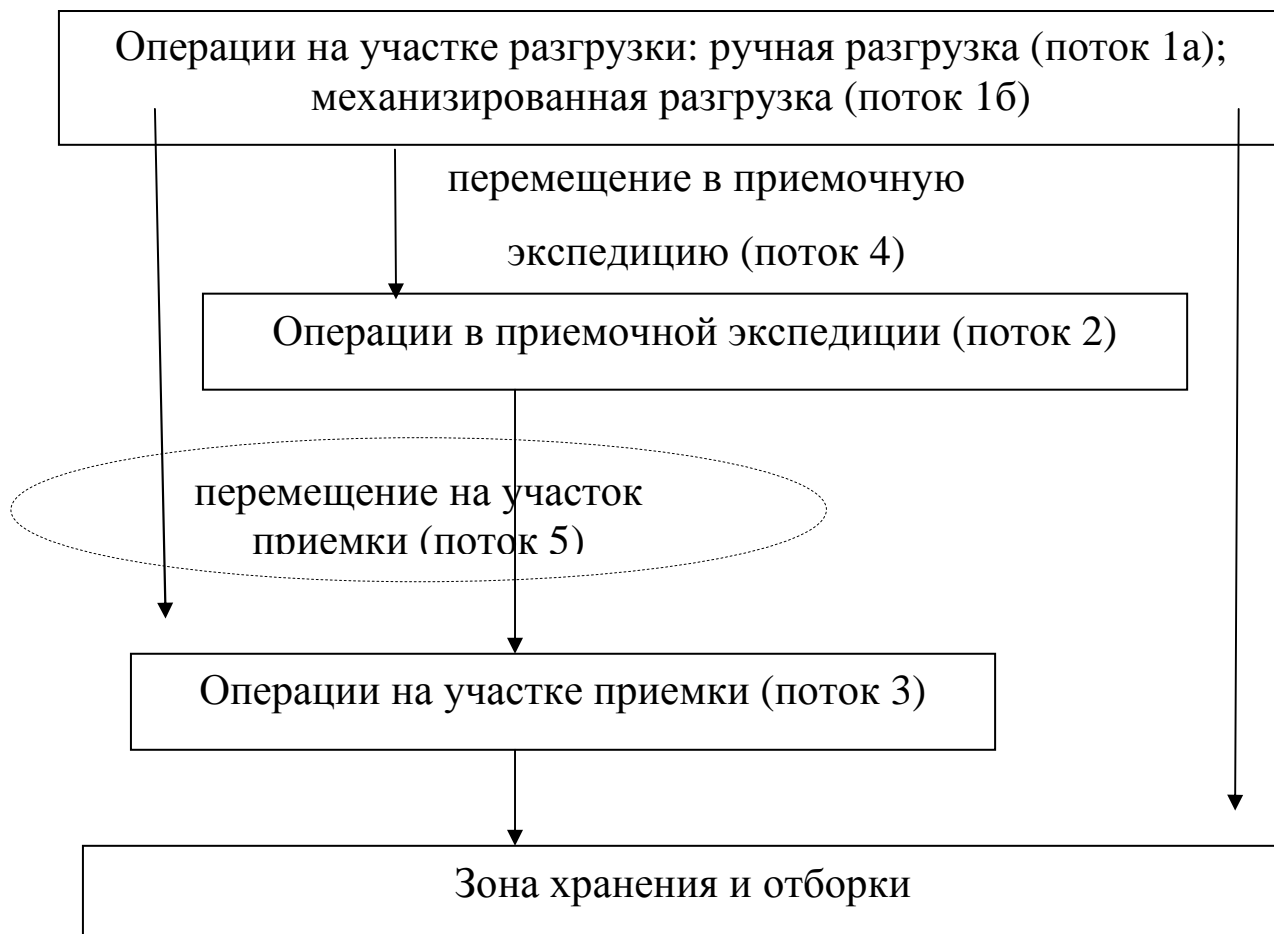 Операции на участке разгрузки: ручная разгрузка (поток 1а);
механизированная разгрузка (поток 1б)
перемещение в приемочную
экспедицию (поток 4)
Операции в приемочной экспедиции (поток 2)
перемещение на участок
приемки (поток 5)
Операции на участке приемки (поток 3)
Зона хранения и отборки